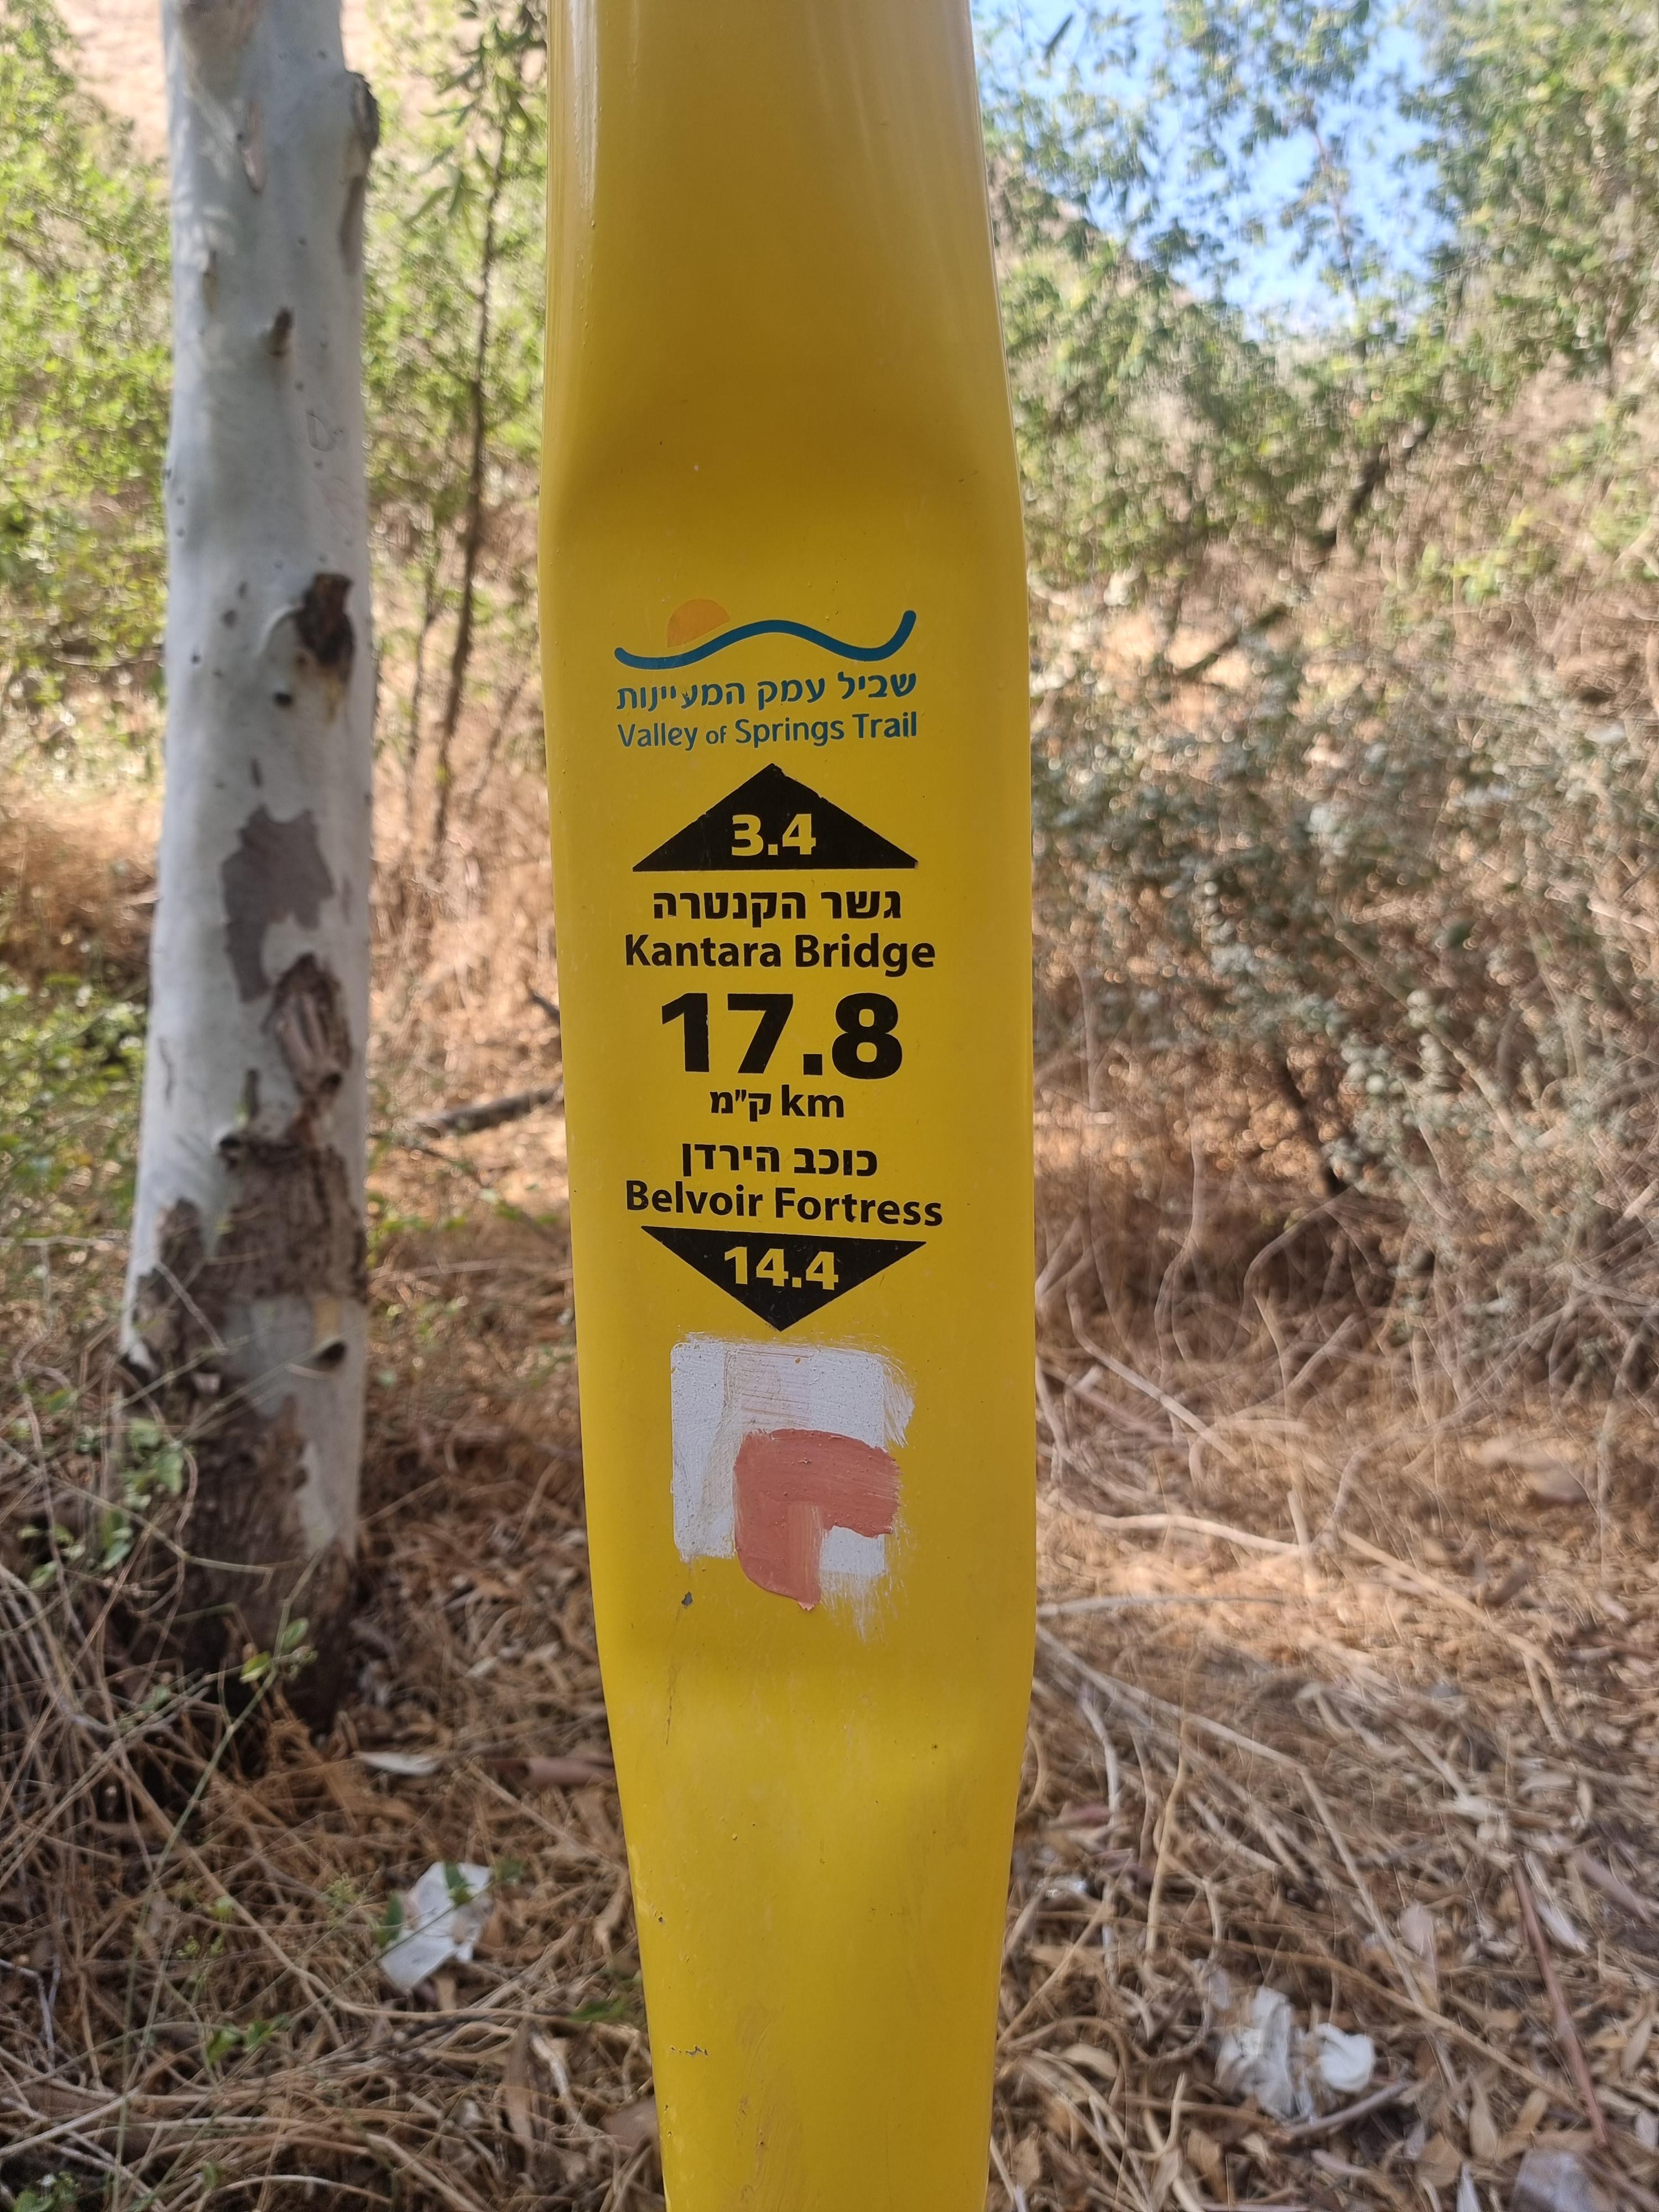 שביל עמק המעיינות
Valley of Springs Trail
3.4
גשר הקנטרה
Kantara Bridge
17.8
ק"מ km
כוכב הירדן
Belvoir Fortress
14.4